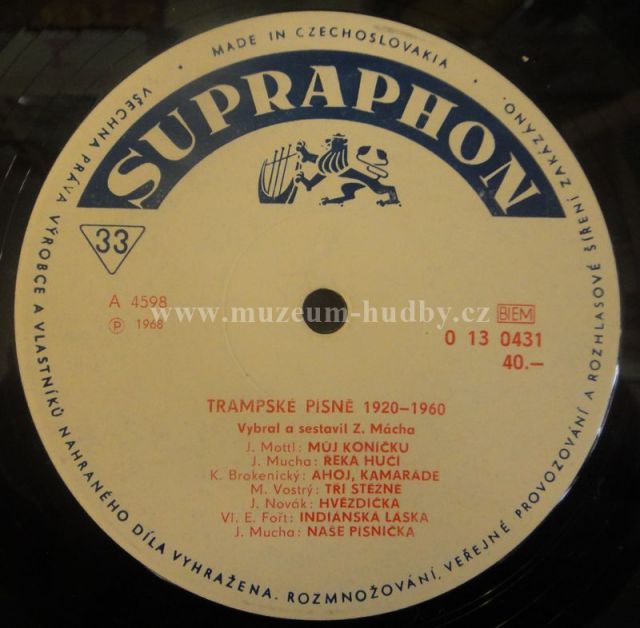 • MADE IN CZECHOSLOVAKIA •
SUPRAPHON
33
A 4598
www.muzeum-hudby.cz
BIEM
Ⓟ 1968
0 13 0431
40.—
TRAMPSKÉ PÍSNĚ 1920–1960
Vybral a sestavil Z. Mácha
J. Mottl: MŮJ KONÍČKU
J. Mucha: ŘEKA HUČÍ
K. Brokenický: AHOJ, KAMARÁDE
M. Vostrý: TŘI STĚŽNĚ
J. Novák: HVĚZDIČKA
Vl. E. Fořt: INDIÁNSKÁ LÁSKA
J. Mucha: NAŠE PÍSNIČKA
VŠECHNA PRÁVA VÝROBCE A VLASTNÍKŮ NAHRANÉHO DÍLA VYHRAŽENA. ROZMNOŽOVÁNÍ, VEŘEJNÉ PROVOZOVÁNÍ A ROZHLASOVÉ ŠÍŘENÍ ZAKÁZÁNO.